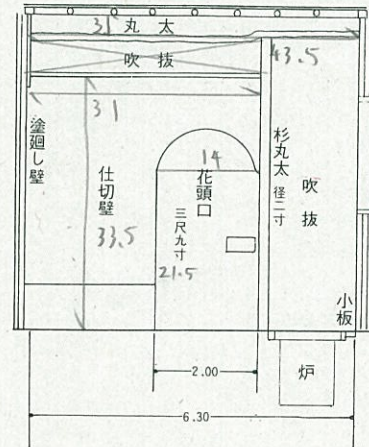 31 丸太
吹抜
43.5
31
塗廻し壁
仕切壁
33.5
14
花頭口
三尺九寸
21.5
杉丸太 径二寸
吹抜
小板
炉
2.00
6.30